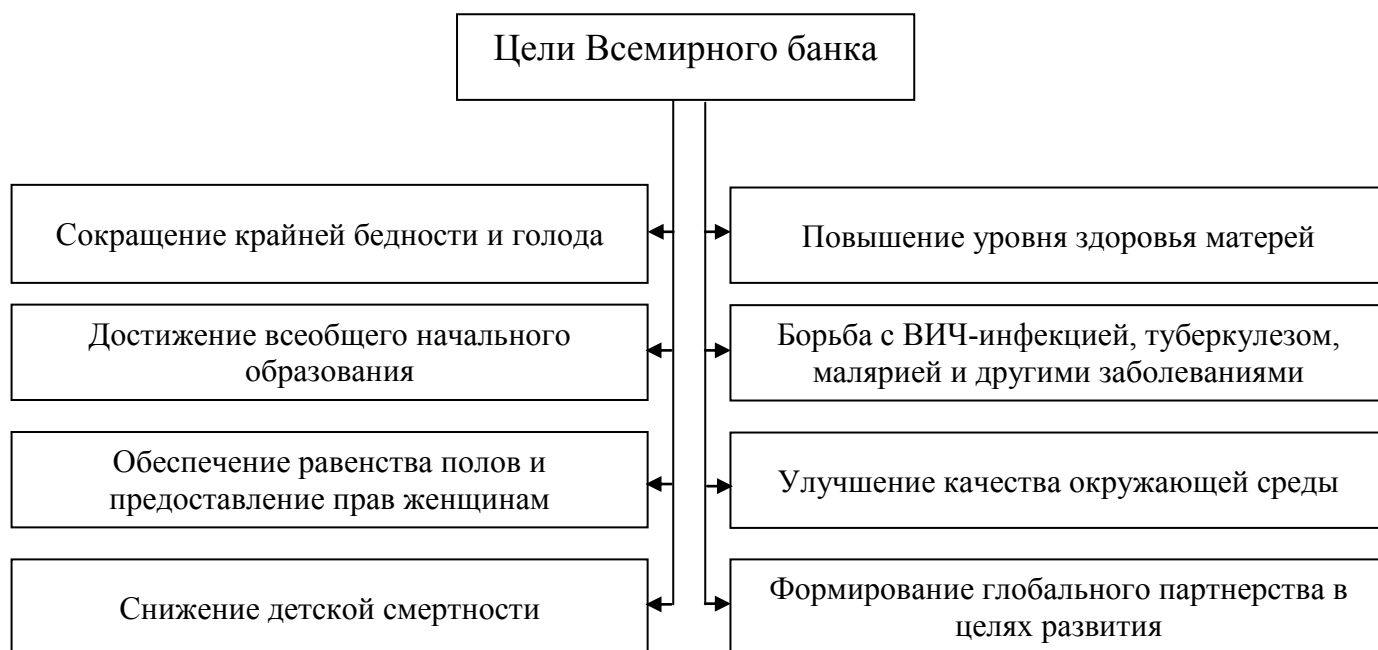 Цели Всемирного банка
Сокращение крайней бедности и голода
Достижение всеобщего начального
образования
Обеспечение равенства полов и
предоставление прав женщинам
Снижение детской смертности
Повышение уровня здоровья матерей
Борьба с ВИЧ-инфекцией, туберкулезом,
малярией и другими заболеваниями
Улучшение качества окружающей среды
Формирование глобального партнерства в
целях развития